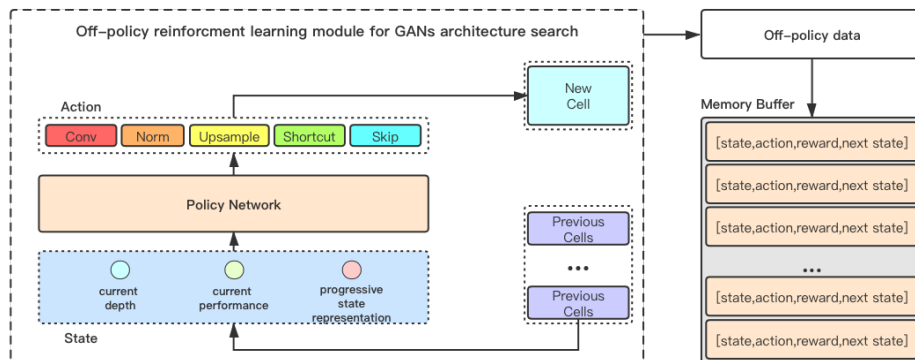 Off-policy reinforcment learning module for GANs architecture search
Action
Conv
Norm
Upsample
Shortcut
Skip
New
Cell
Policy Network
Previous
Cells
...
Previous
Cells
current
depth
current
performance
progressive
state
representation
State
Off-policy data
Memory Buffer
[state,action,reward,next state]
[state,action,reward,next state]
[state,action,reward,next state]
...
[state,action,reward,next state]
[state,action,reward,next state]